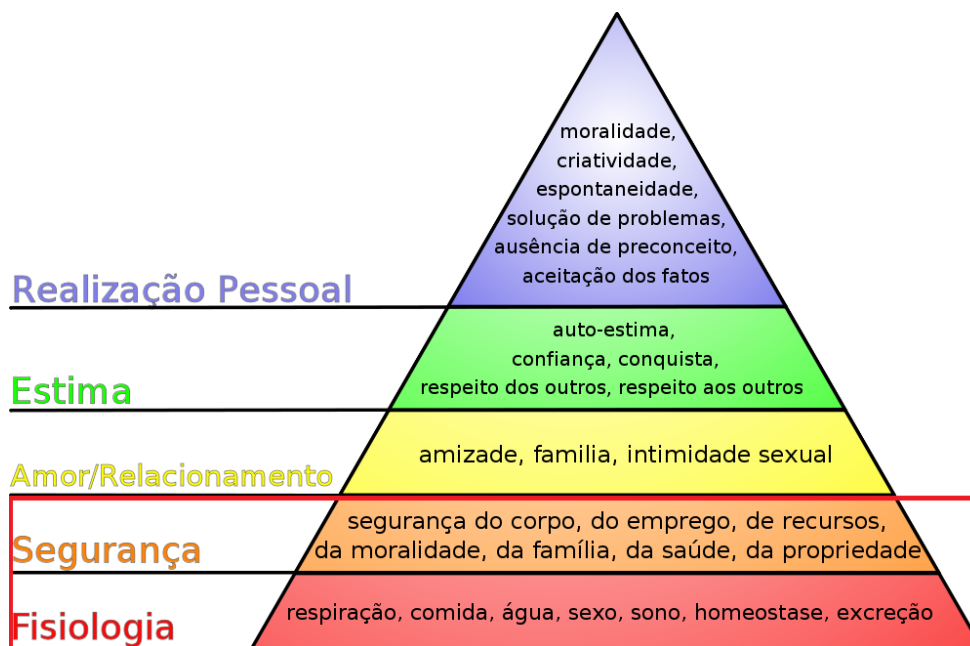 moralidade,
criatividade,
espontaneidade,
solução de problemas,
ausência de preconceito,
aceitação dos fatos
Realização Pessoal
auto-estima,
confiança, conquista,
respeito dos outros, respeito aos outros
Estima
amizade, familia, intimidade sexual
Amor/Relacionamento
segurança do corpo, do emprego, de recursos,
da moralidade, da família, da saúde, da propriedade
Segurança
respiração, comida, água, sexo, sono, homeostase, excreção
Fisiologia